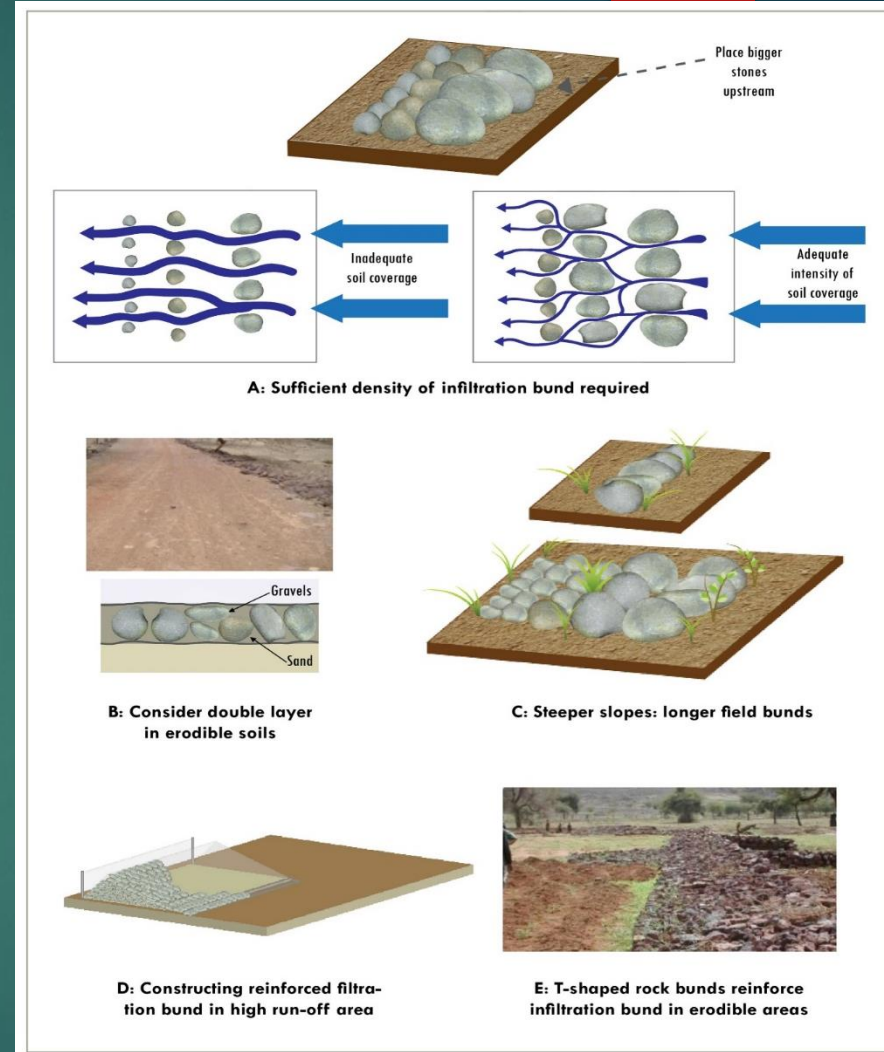 Place bigger
stones
upstream
Inadequate
soil coverage
Adequate
intensity of
soil coverage
A: Sufficient density of infiltration bund required
Gravels
Sand
B: Consider double layer
in erodible soils
C: Steeper slopes: longer field bunds
D: Constructing reinforced filtra-
tion bund in high run-off area
E: T-shaped rock bunds reinforce
infiltration bund in erodible areas